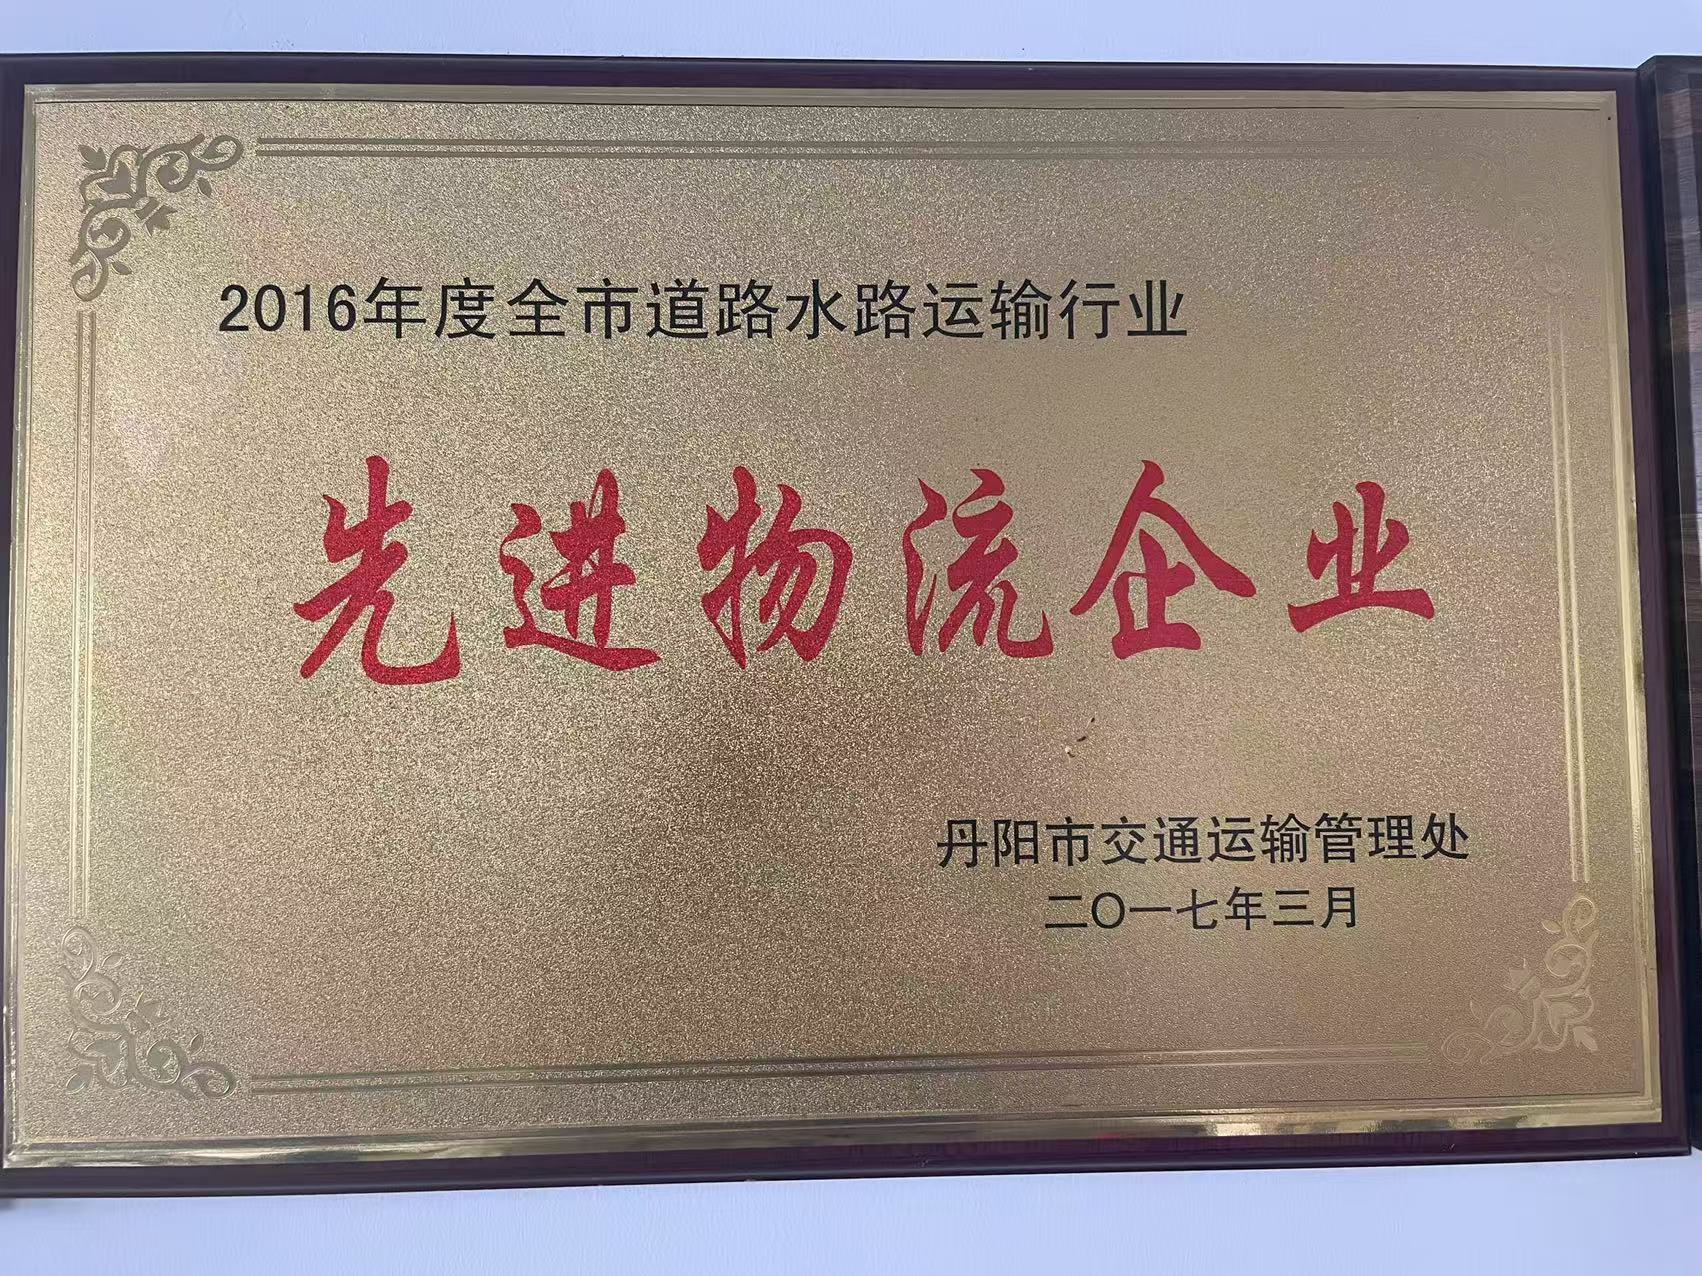 2016年度全市道路水路运输行业
先进物流企业
丹阳市交通运输管理处
二〇一七年三月